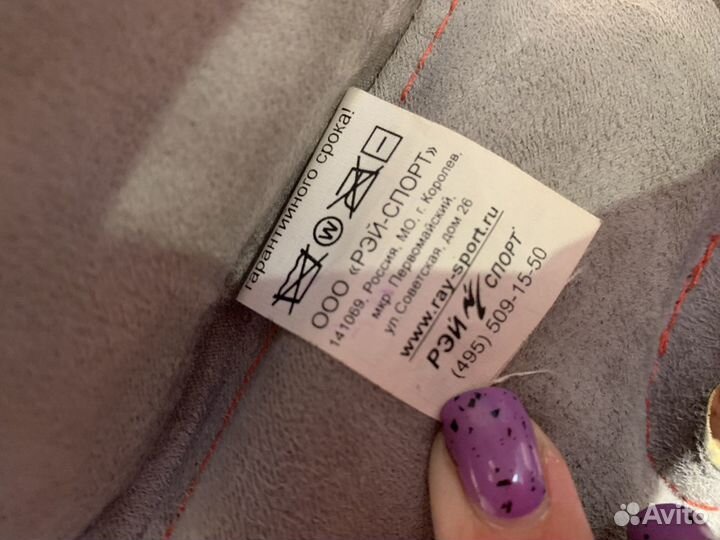 гарантийного срока!
W
ООО «РЭЙ-СПОРТ»
141069, Россия, МО, г. Королев,
мкр. Первомайский,
ул Советская, дом 26
www.ray-sport.ru
РЭЙ СПОРТ
(495) 509-15-50
Avito